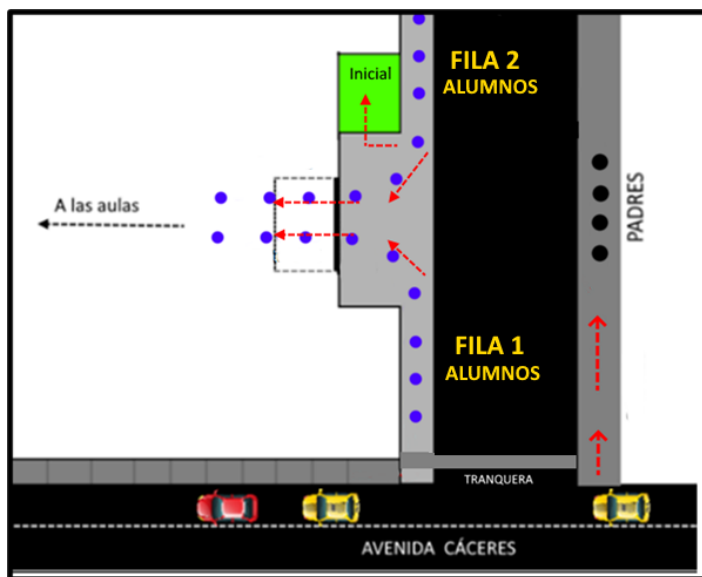 FILA 2
ALUMNOS
Inicial
A las aulas
PADRES
FILA 1
ALUMNOS
TRANQUERA
AVENIDA CÁCERES